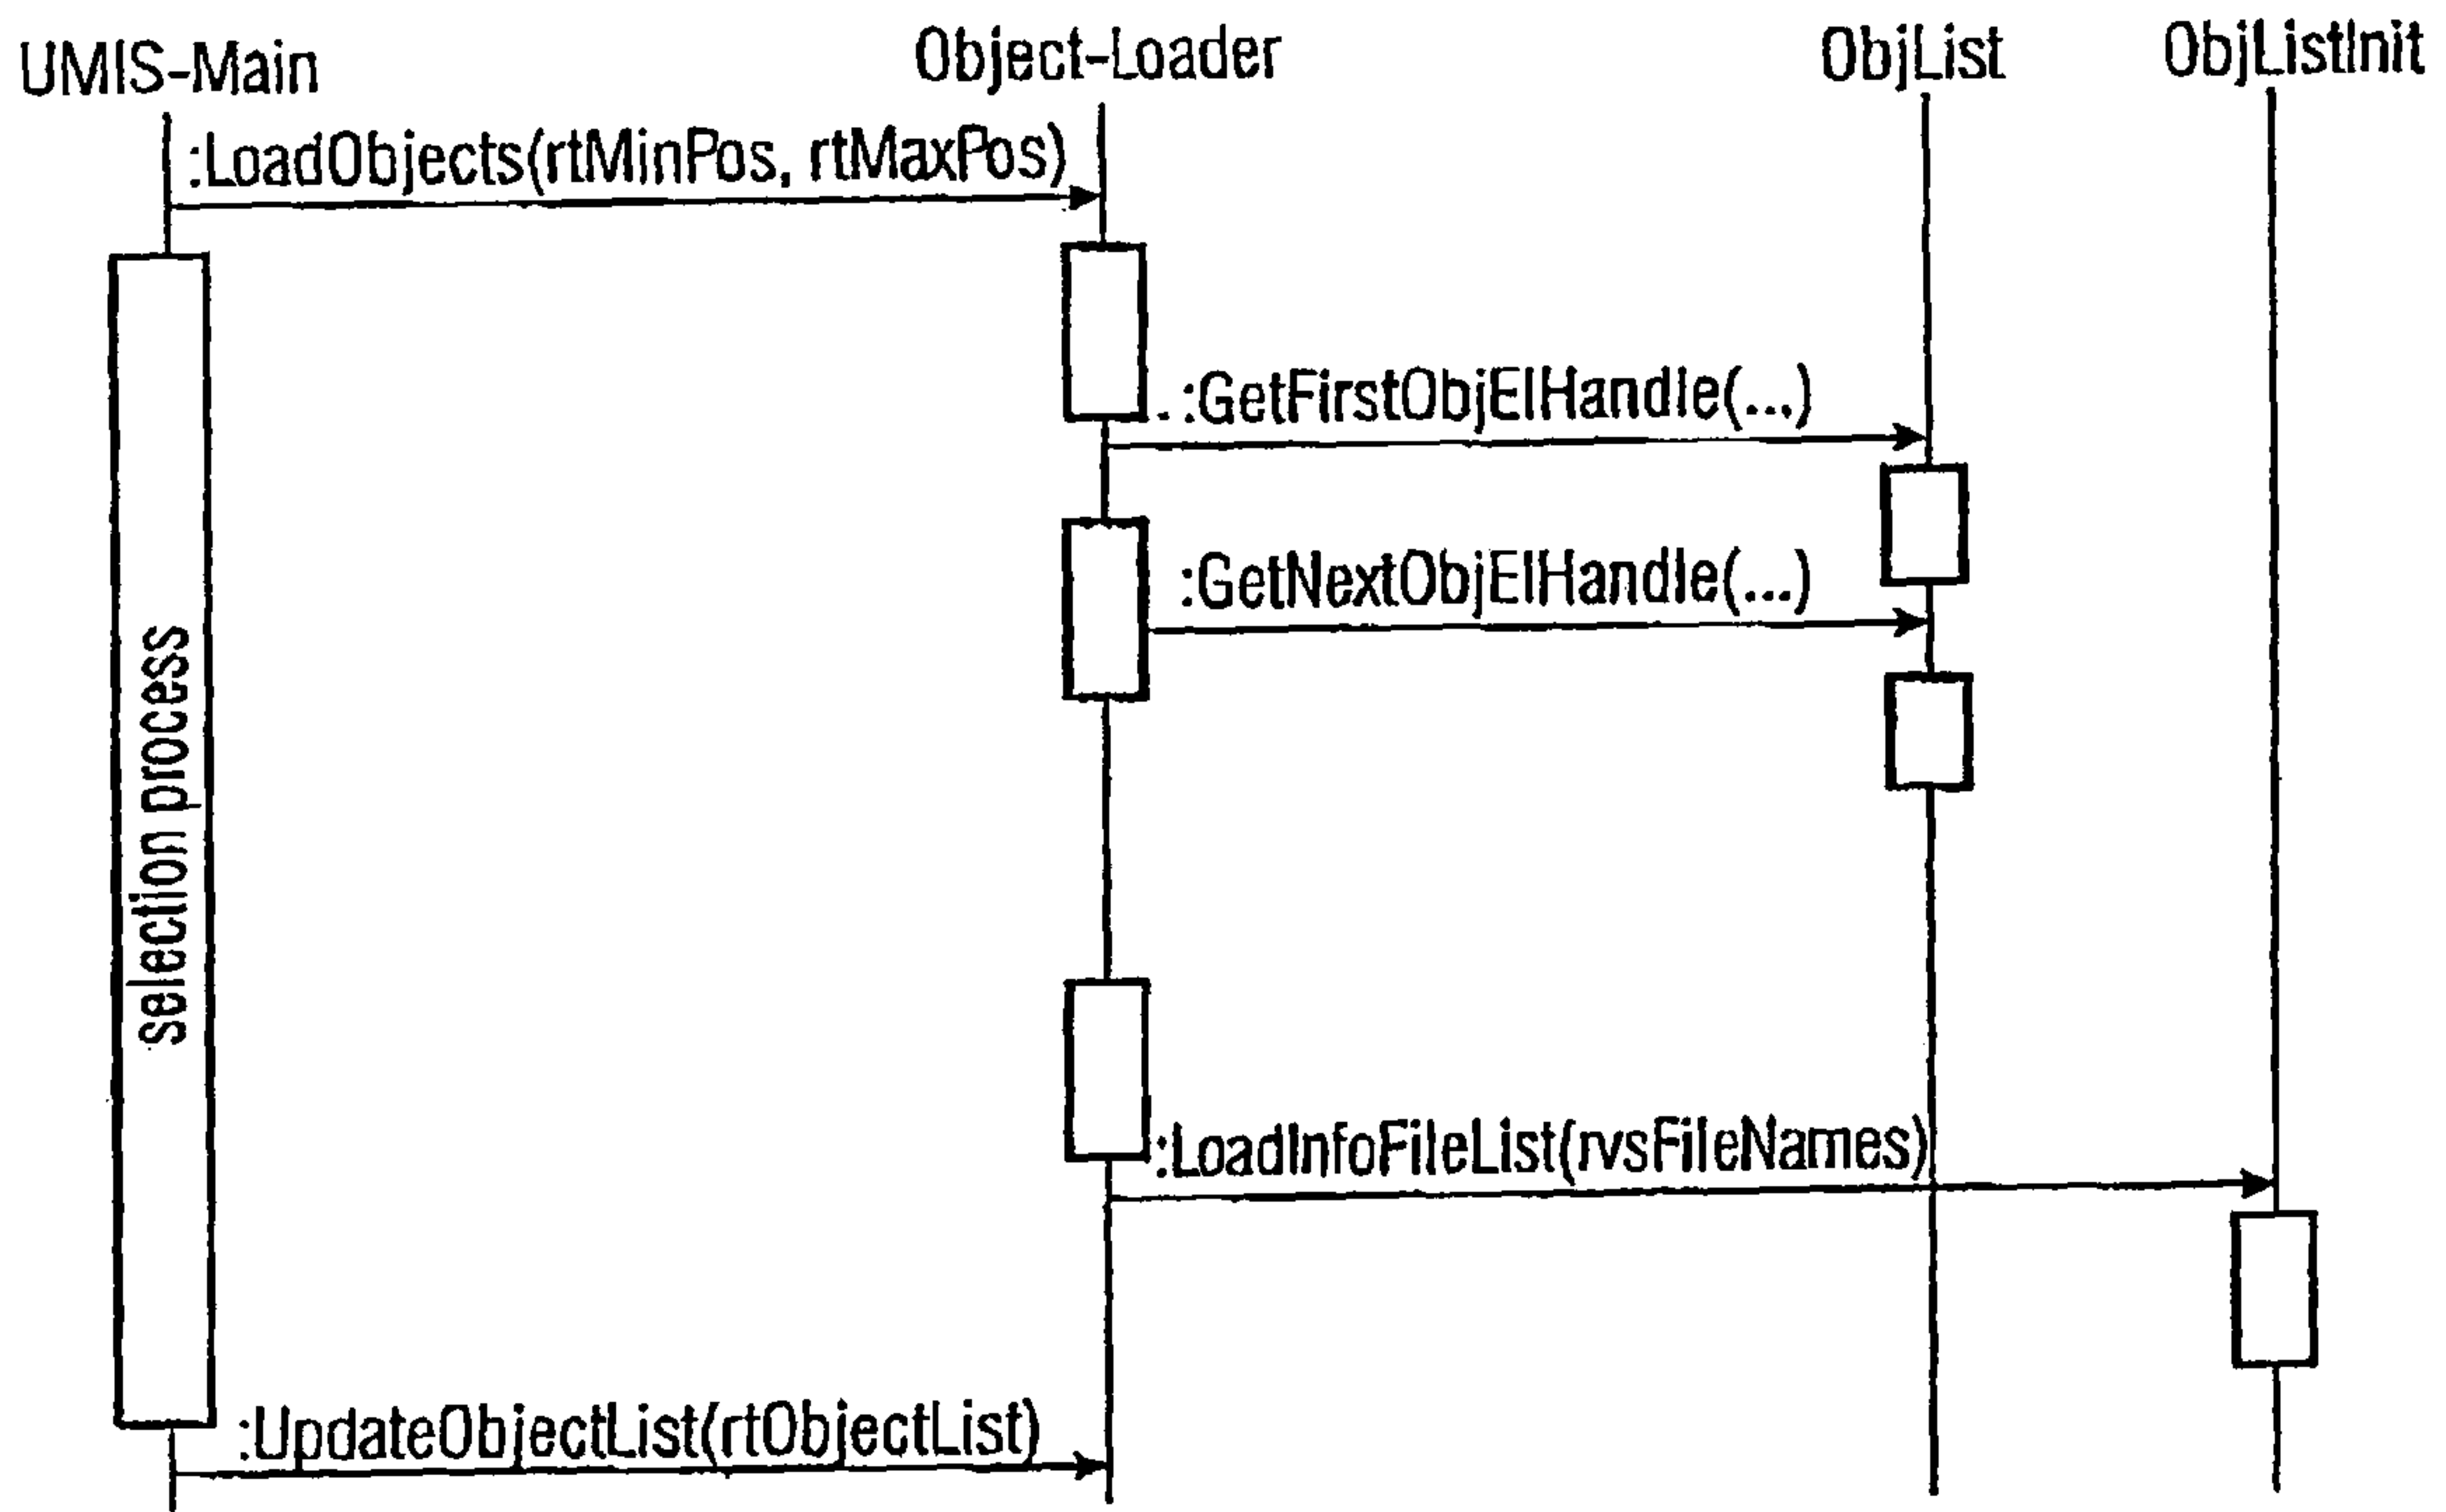 UMIS-Main Object-Loader ObjList ObjListInit
:LoadObjects(rtMinPos, rtMaxPos)
:GetFirstObjElHandle(...)
:GetNextObjElHandle(...)
selection process
:LoadInfoFileList(rvsFileNames)
:UpdateObjectList(rtObjectList)